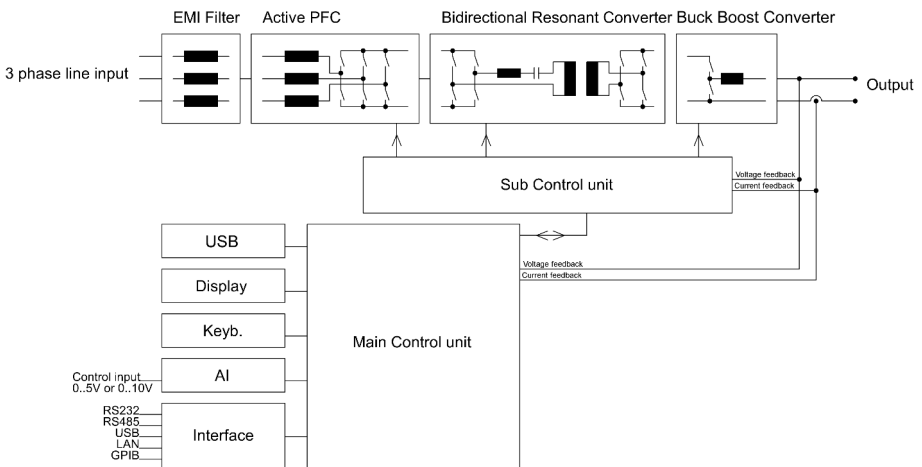 EMI Filter
Active PFC
Bidirectional Resonant Converter
Buck Boost Converter
3 phase line input
Output
Sub Control unit
Voltage feedback
Current feedback
USB
Voltage feedback
Current feedback
Display
Keyb.
Main Control unit
AI
Control input
0..5V or 0..10V
RS232
RS485
USB
LAN
GPIB
Interface